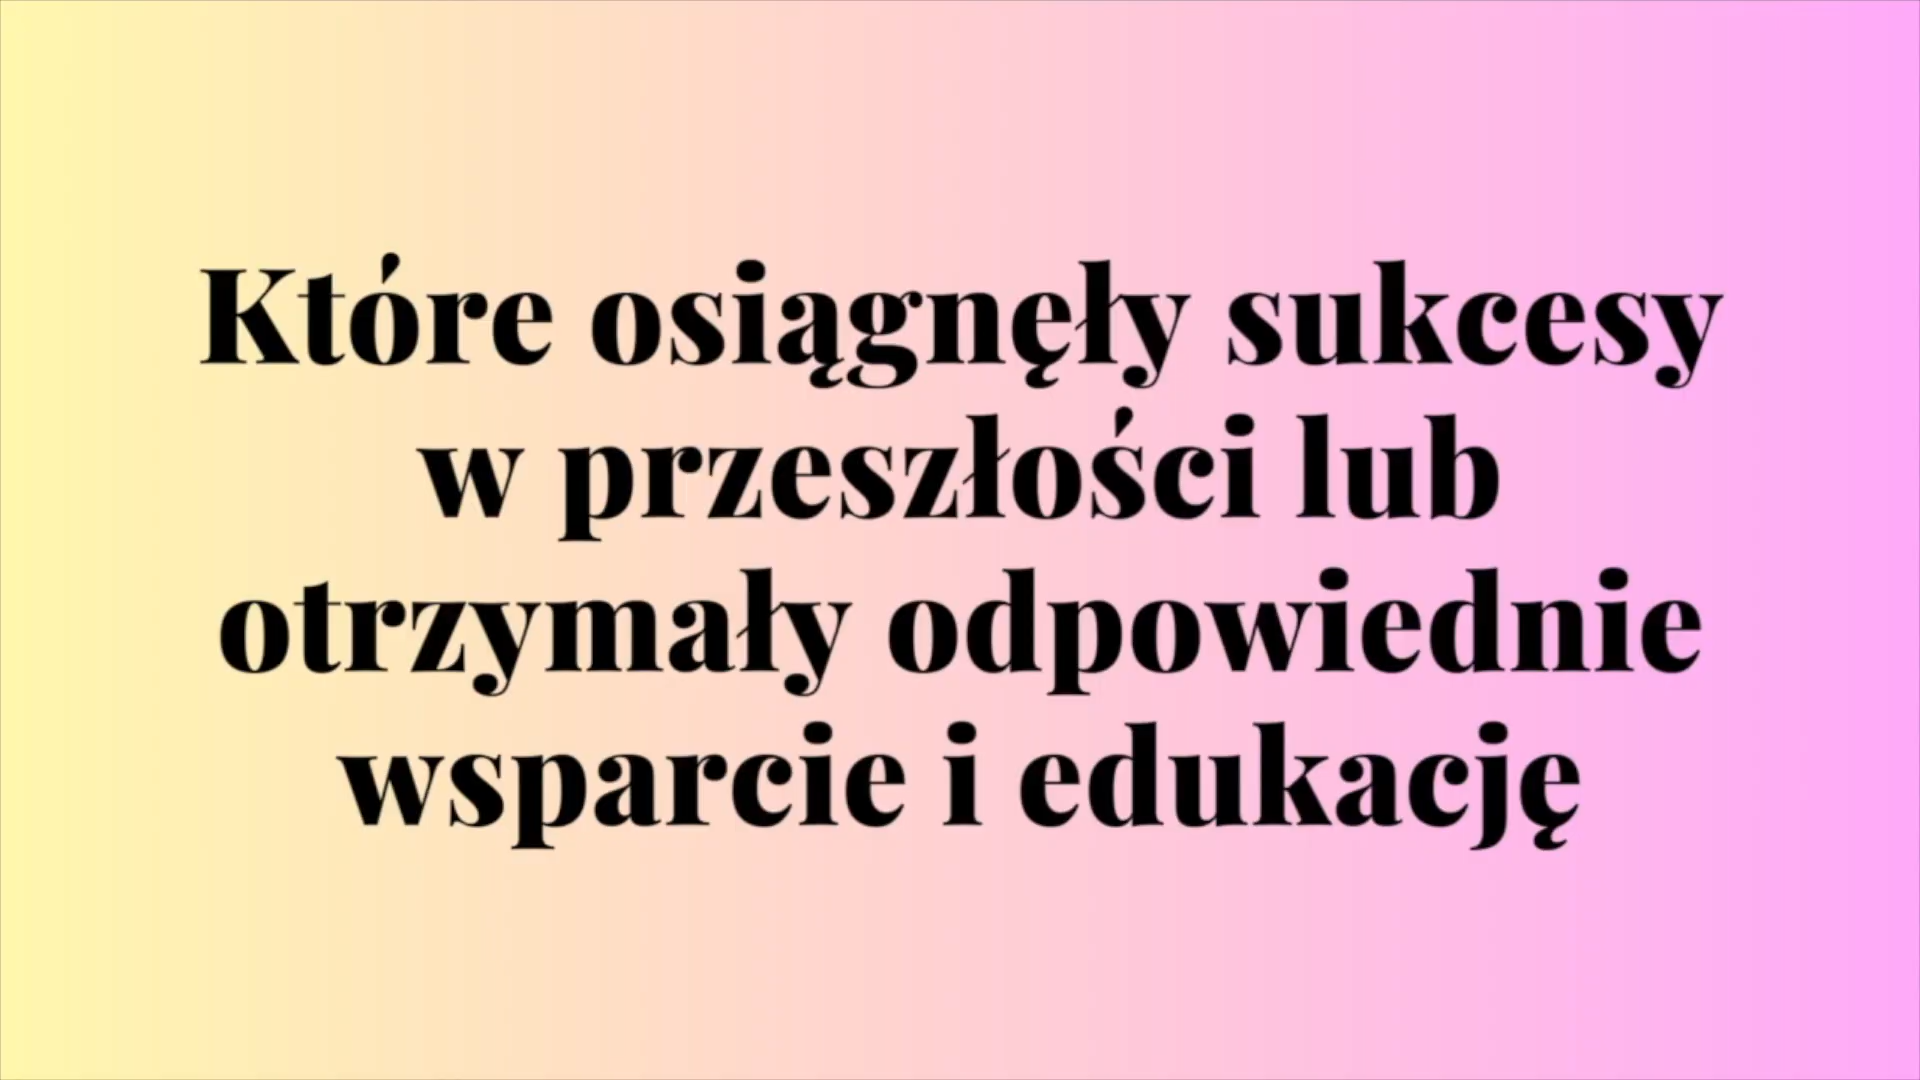 Które osiągnęły sukcesy
w przeszłości lub
otrzymały odpowiednie
wsparcie i edukację